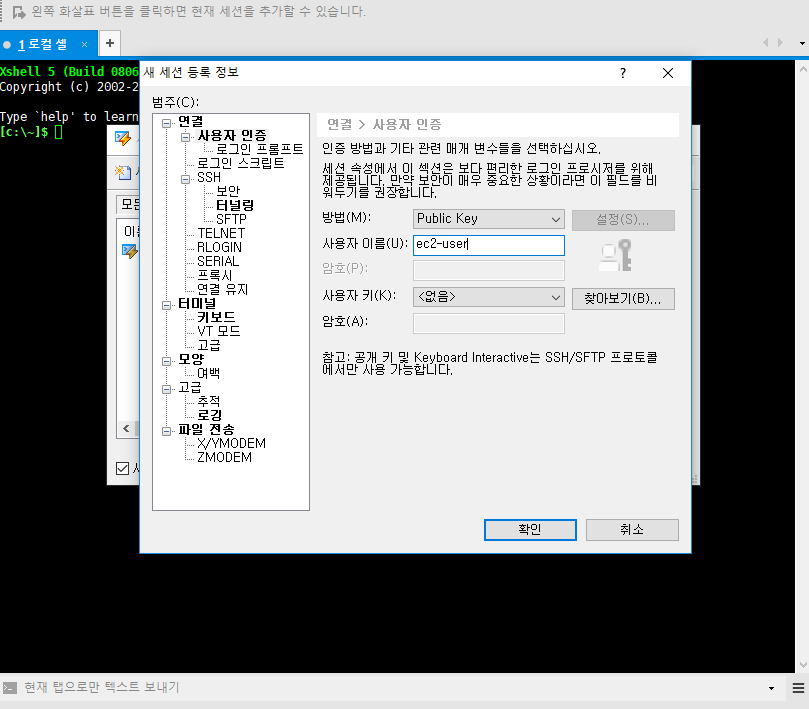 왼쪽 화살표 버튼을 클릭하면 현재 세션을 추가할 수 있습니다.
1 로컬 셸 × +
Xshell 5 (Build 0806
Copyright (c) 2002-2
Type `help' to learn
[c:\~]$
새 세션 등록 정보 ?
범주(C):
연결
사용자 인증
로그인 프롬프트
로그인 스크립트
SSH
보안
터널링
SFTP
TELNET
RLOGIN
SERIAL
프록시
연결 유지
터미널
키보드
VT 모드
고급
모양
여백
고급
추적
로깅
파일 전송
X/YMODEM
ZMODEM
연결 > 사용자 인증
인증 방법과 기타 관련 매개 변수들을 선택하십시오.
세션 속성에서 이 섹션은 보다 편리한 로그인 프로시저를 위해
제공됩니다. 만약 보안이 매우 중요한 상황이라면 이 필드를 비
워두기를 권장합니다.
방법(M): Public Key 설정(S)...
사용자 이름(U): ec2-user
암호(P):
사용자 키(K): <없음> 찾아보기(B)...
암호(A):
참고: 공개 키 및 Keyboard Interactive는 SSH/SFTP 프로토콜
에서만 사용 가능합니다.
확인 취소
현재 탭으로만 텍스트 보내기